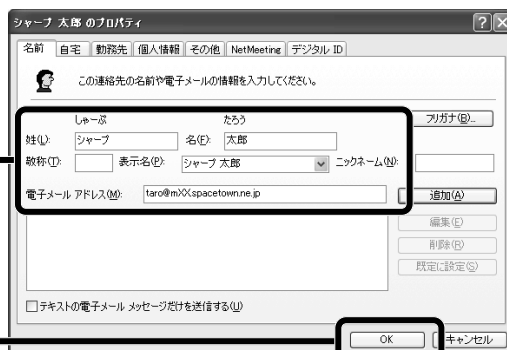 シャープ 太郎 のプロパティ
名前 自宅 勤務先 個人情報 その他 NetMeeting デジタル ID
この連絡先の名前や電子メールの情報を入力してください。
しゃーぷ たろう
姓(L): シャープ 名(F): 太郎 フリガナ(B)...
敬称(T): 表示名(P): シャープ 太郎 ニックネーム(N):
電子メール アドレス(M): taro@mXX.spacetown.ne.jp 追加(A)
編集(E)
削除(R)
既定に設定(S)
テキストの電子メール メッセージだけを送信する(U)
OK キャンセル